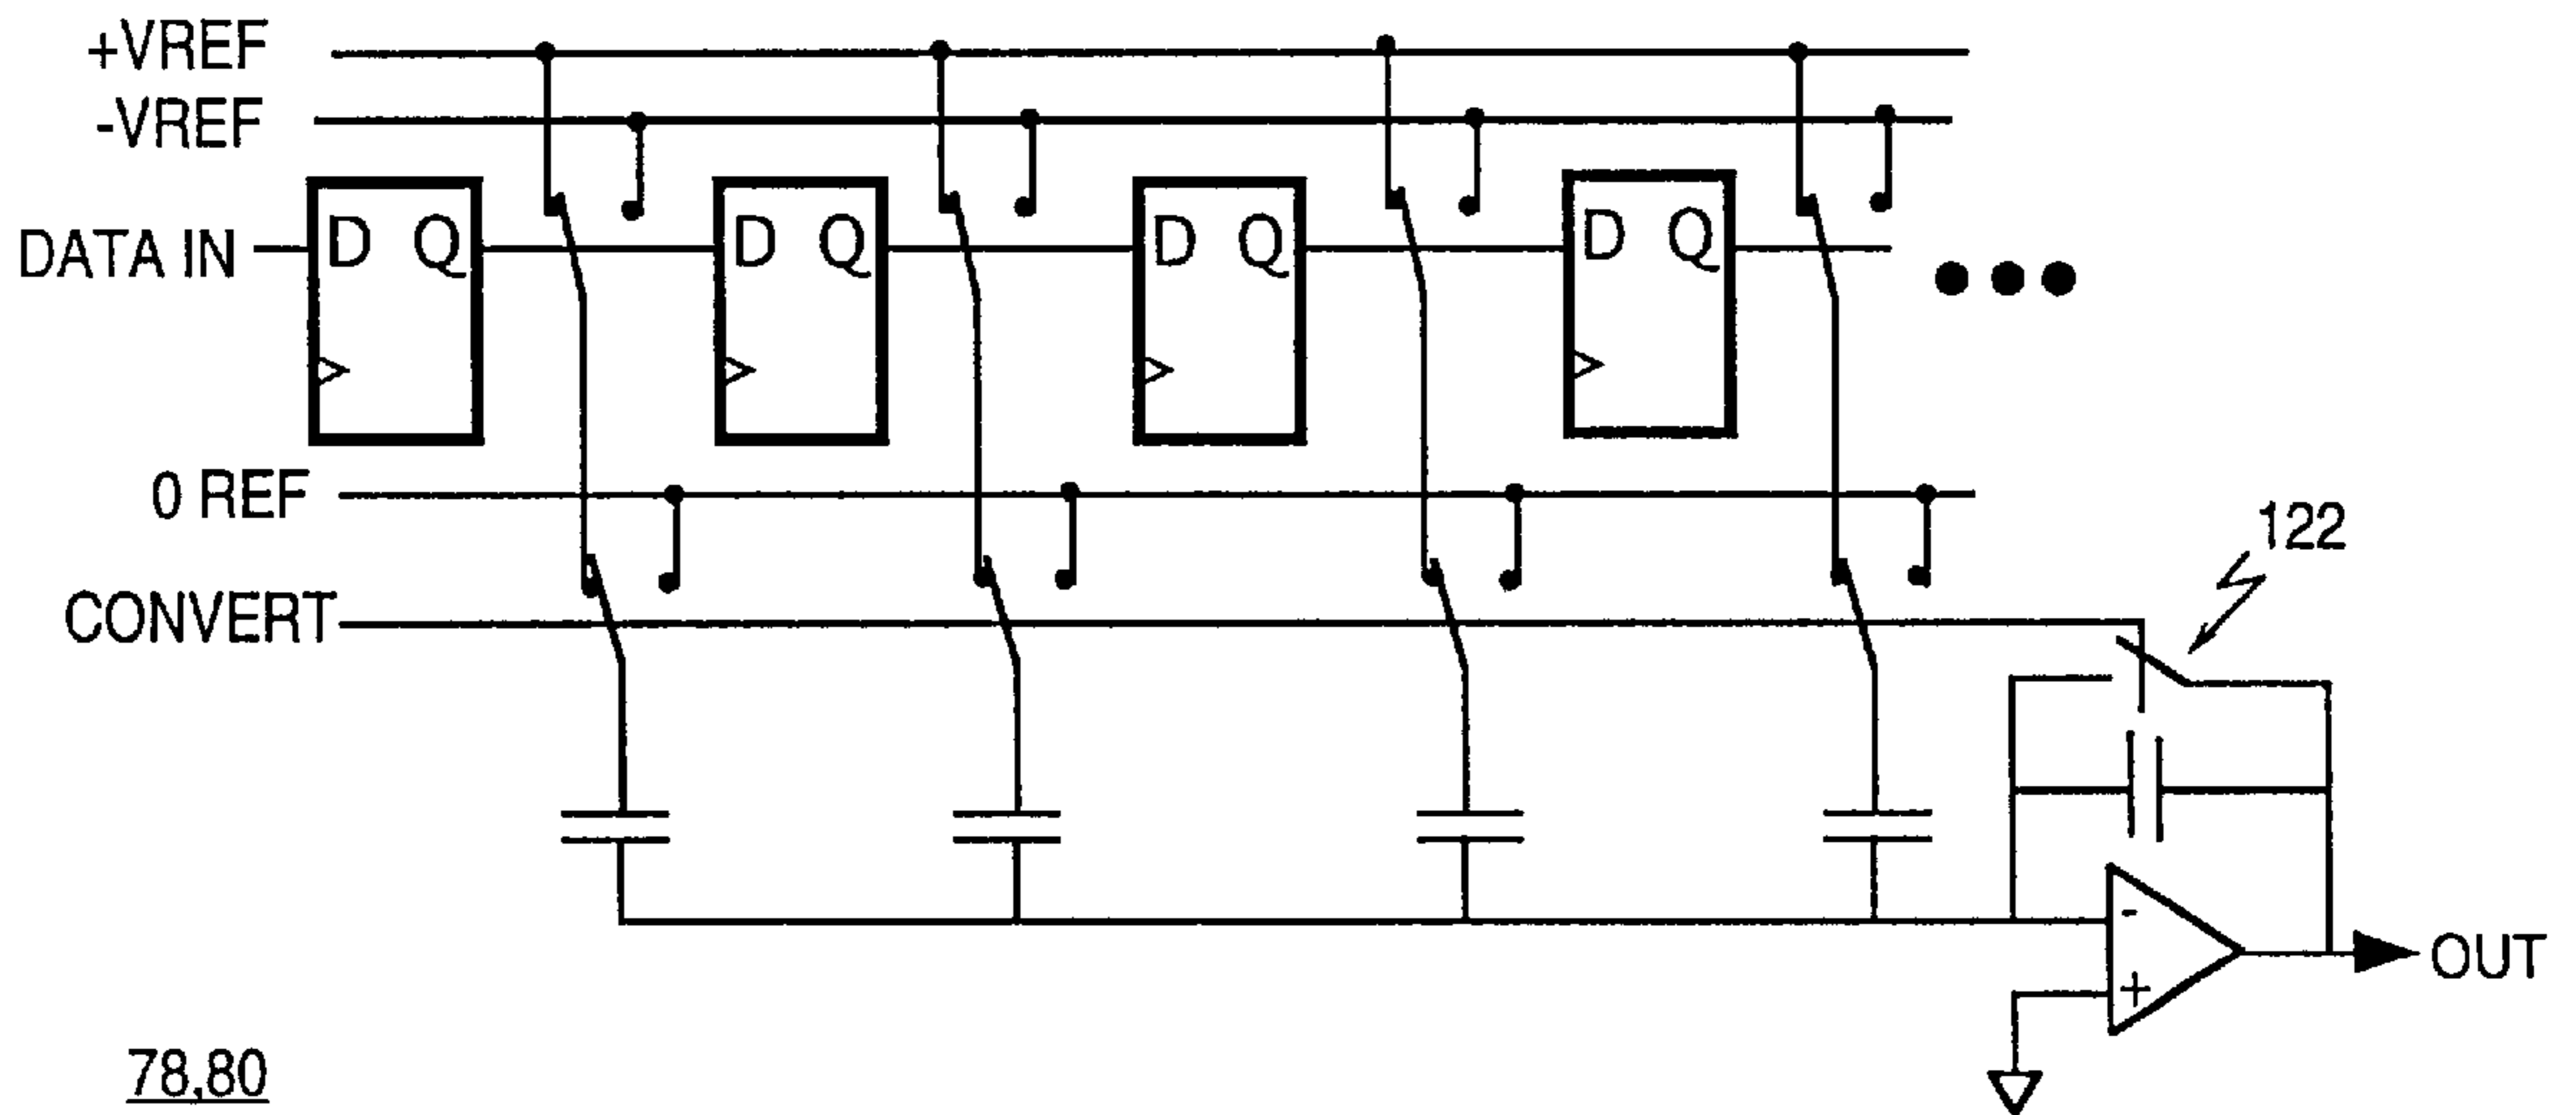 +VREF
-VREF
DATA IN
D Q
D Q
D Q
D Q
0 REF
122
CONVERT
-
+
OUT
78,80